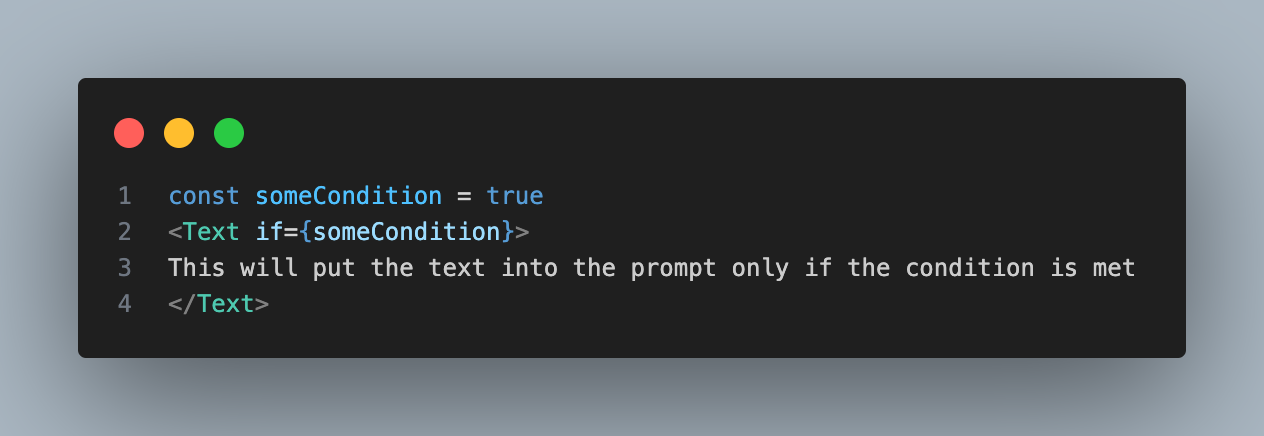 1 const someCondition = true
2 <Text if={someCondition}>
3 This will put the text into the prompt only if the condition is met
4 </Text>